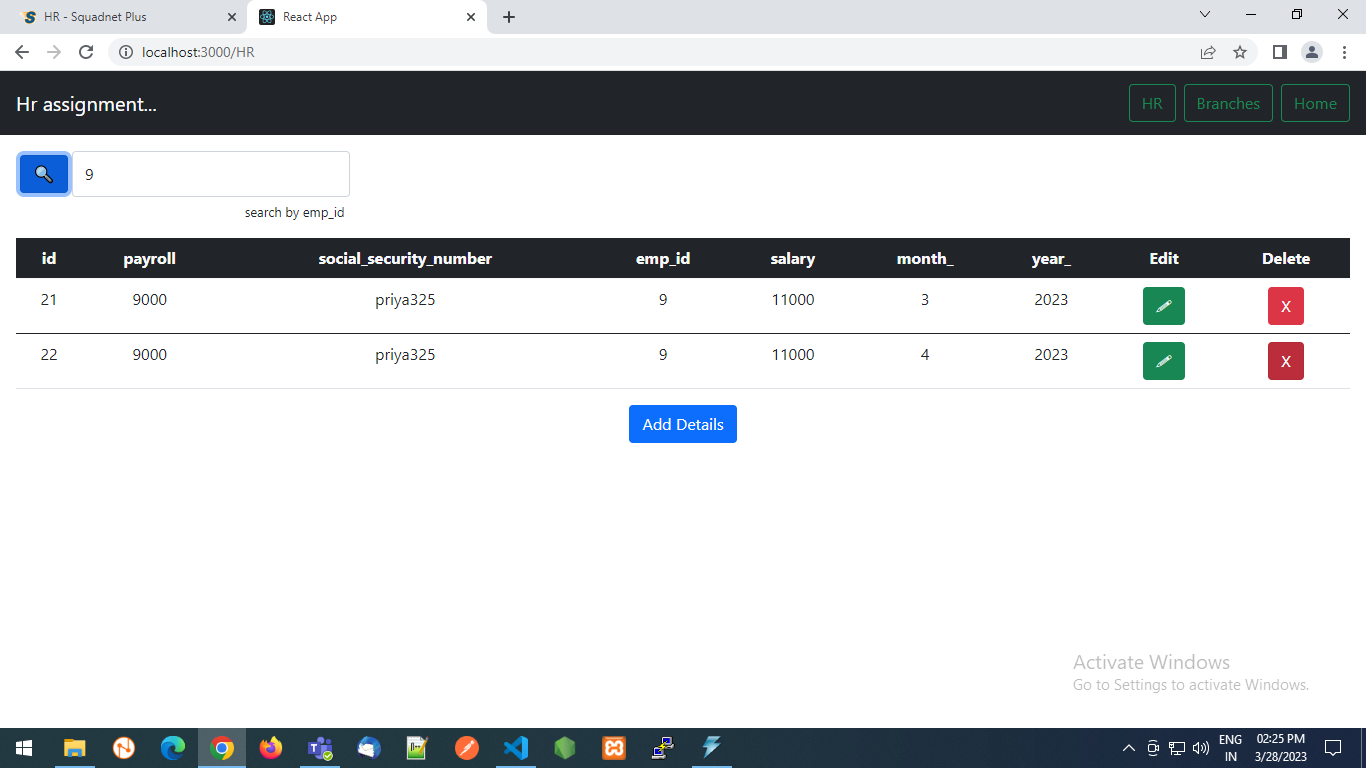 HR - Squadnet Plus
React App
localhost:3000/HR
Hr assignment...
HR Branches Home
9
search by emp_id
id payroll social_security_number emp_id salary month_ year_ Edit Delete
21 9000 priya325 9 11000 3 2023 X
22 9000 priya325 9 11000 4 2023 X
Add Details
Activate Windows
Go to Settings to activate Windows.
ENG 02:25 PM
IN 3/28/2023